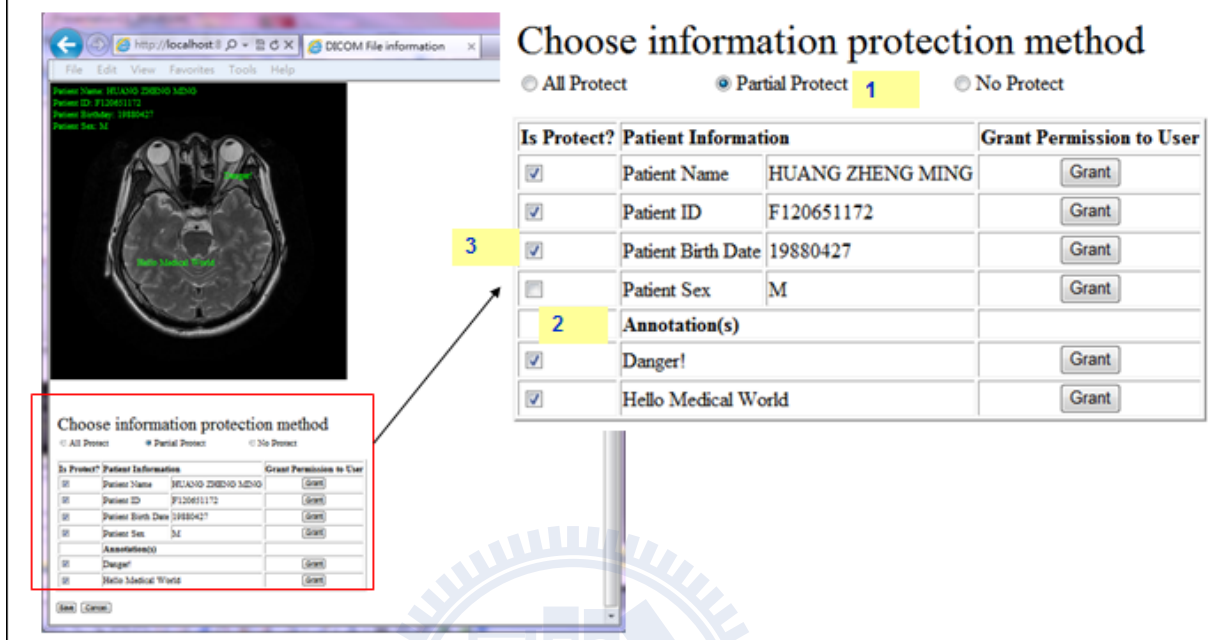 http://localhost:
DICOM File information
File Edit View Favorites Tools Help
Patient Name: HUANG ZHENG MING
Patient ID: F120651172
Patient Birthday: 19880427
Patient Sex: M
Danger!
Hello Medical World
Choose information protection method
All Protect Partial Protect No Protect
Is Protect? Patient Information Grant Permission to User
Patient Name HUANG ZHENG MING Grant
Patient ID F120651172 Grant
Patient Birth Date 19880427 Grant
Patient Sex M Grant
Annotation(s)
Danger! Grant
Hello Medical World Grant
Save Cancel
Choose information protection method
All Protect Partial Protect 1 No Protect
Is Protect? Patient Information Grant Permission to User
Patient Name HUANG ZHENG MING Grant
Patient ID F120651172 Grant
3 Patient Birth Date 19880427 Grant
Patient Sex M Grant
2 Annotation(s)
Danger! Grant
Hello Medical World Grant